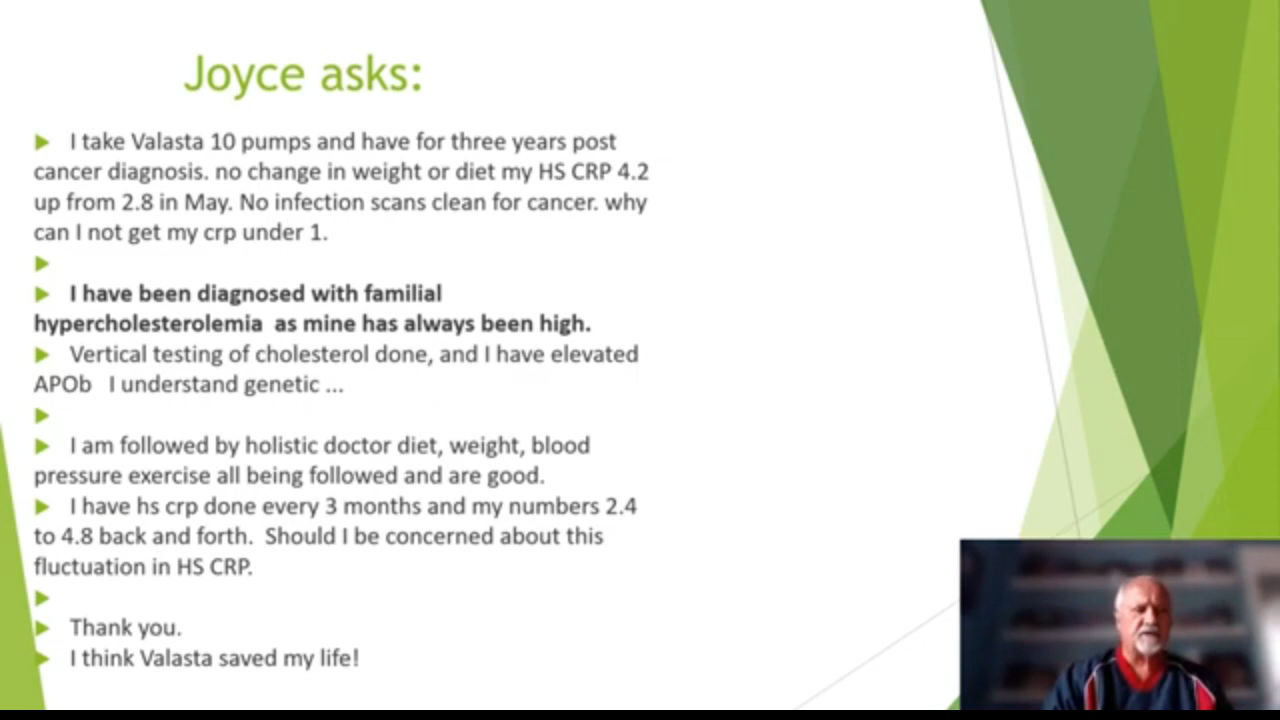 Joyce asks:
I take Valasta 10 pumps and have for three years post
cancer diagnosis. no change in weight or diet my HS CRP 4.2
up from 2.8 in May. No infection scans clean for cancer. why
can I not get my crp under 1.
I have been diagnosed with familial
hypercholesterolemia  as mine has always been high.
Vertical testing of cholesterol done, and I have elevated
APOb   I understand genetic ...
I am followed by holistic doctor diet, weight, blood
pressure exercise all being followed and are good.
I have hs crp done every 3 months and my numbers 2.4
to 4.8 back and forth.  Should I be concerned about this
fluctuation in HS CRP.
Thank you.
I think Valasta saved my life!